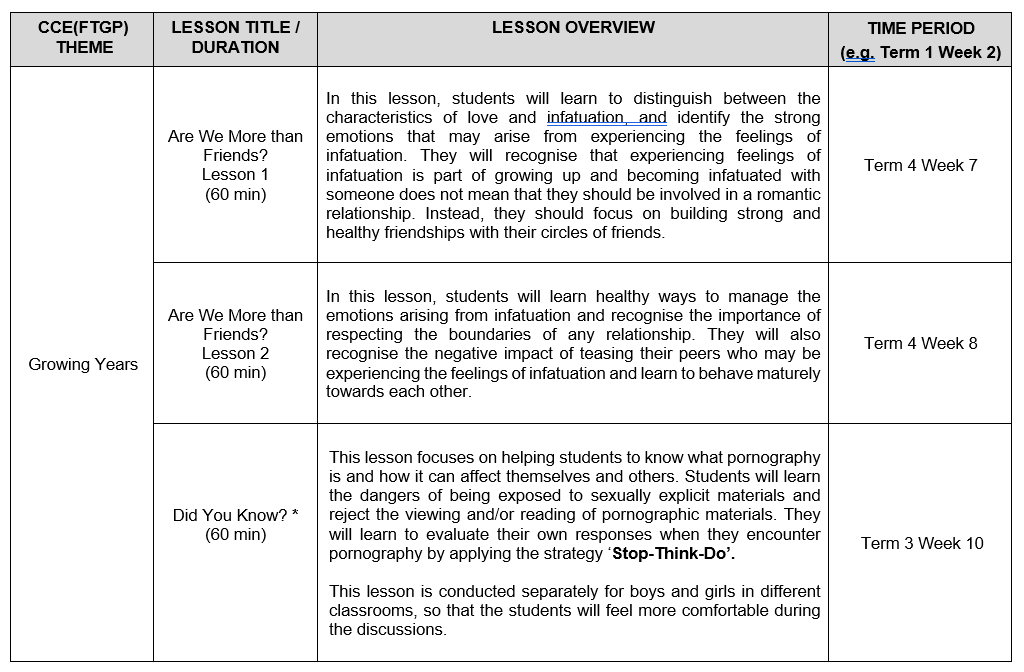 CCE(FTGP)
THEME
LESSON TITLE /
DURATION
LESSON OVERVIEW
TIME PERIOD
(e.g. Term 1 Week 2)
Growing Years
Are We More than
Friends?
Lesson 1
(60 min)
In this lesson, students will learn to distinguish between the
characteristics of love and infatuation, and identify the strong
emotions that may arise from experiencing the feelings of
infatuation. They will recognise that experiencing feelings of
infatuation is part of growing up and becoming infatuated with
someone does not mean that they should be involved in a romantic
relationship. Instead, they should focus on building strong and
healthy friendships with their circles of friends.
Term 4 Week 7
Are We More than
Friends?
Lesson 2
(60 min)
In this lesson, students will learn healthy ways to manage the
emotions arising from infatuation and recognise the importance of
respecting the boundaries of any relationship. They will also
recognise the negative impact of teasing their peers who may be
experiencing the feelings of infatuation and learn to behave maturely
towards each other.
Term 4 Week 8
Did You Know? *
(60 min)
This lesson focuses on helping students to know what pornography
is and how it can affect themselves and others. Students will learn
the dangers of being exposed to sexually explicit materials and
reject the viewing and/or reading of pornographic materials. They
will learn to evaluate their own responses when they encounter
pornography by applying the strategy ‘Stop-Think-Do’.
This lesson is conducted separately for boys and girls in different
classrooms, so that the students will feel more comfortable during
the discussions.
Term 3 Week 10